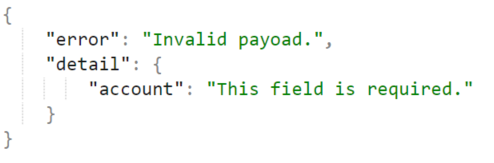 {
"error": "Invalid payoad.",
"detail": {
"account": "This field is required."
}
}